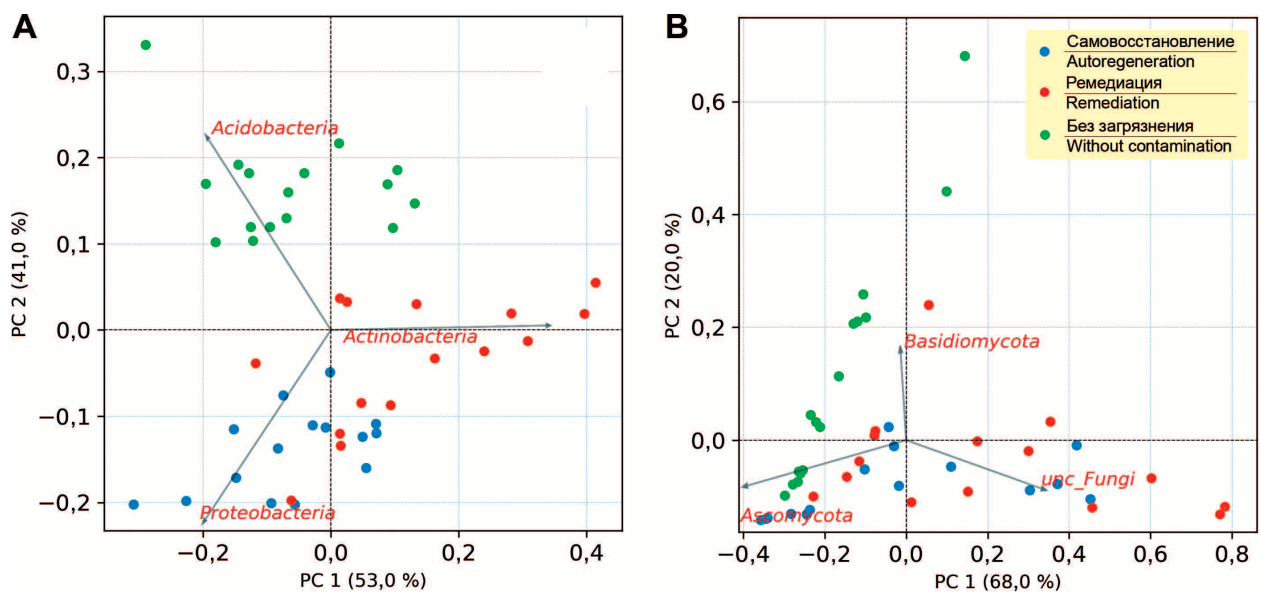 A
B
0,3
0,2
0,1
0,0
−0,1
−0,2
PC 2 (41,0 %)
Acidobacteria
Actinobacteria
Proteobacteria
−0,2
0,0
0,2
0,4
PC 1 (53,0 %)
Самовосстановление
Autoregeneration
Ремедиация
Remediation
Без загрязнения
Without contamination
0,6
0,4
0,2
0,0
PC 2 (20,0 %)
Basidiomycota
unc_Fungi
Ascomycota
−0,4
−0,2
0,0
0,2
0,4
0,6
0,8
PC 1 (68,0 %)